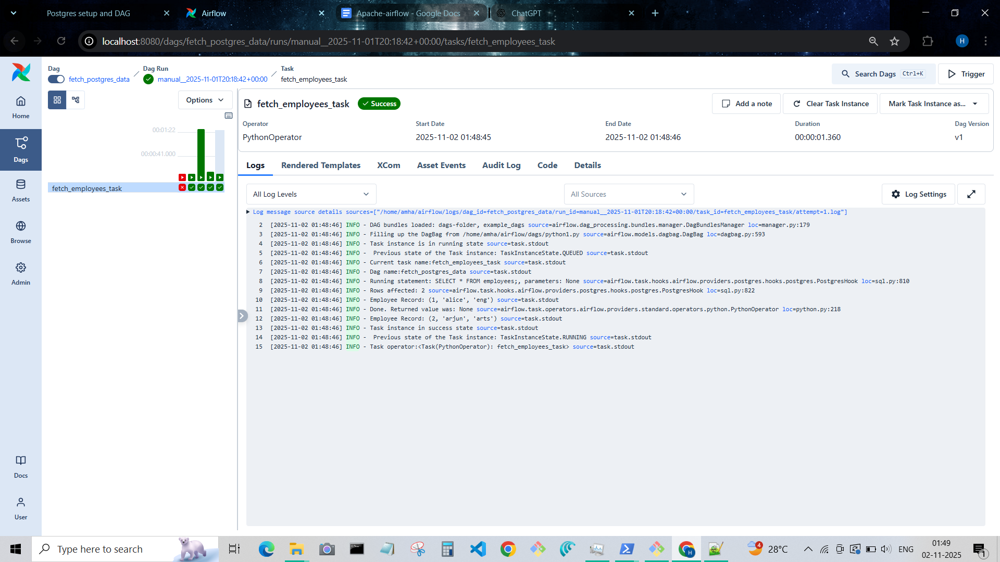 Postgres setup and DAG
Airflow
Apache-airflow - Google Docs
ChatGPT
localhost:8080/dags/fetch_postgres_data/runs/manual__2025-11-01T20:18:42+00:00/tasks/fetch_employees_task
H
Dag
fetch_postgres_data
Dag Run
manual__2025-11-01T20:18:42+00:00
Task
fetch_employees_task
Search Dags Ctrl+K
Trigger
Home
Dags
Assets
Browse
Admin
Docs
User
Options
00:01:22
00:00:41.000
fetch_employees_task
fetch_employees_task
Success
Add a note
Clear Task Instance
Mark Task Instance as...
Operator
PythonOperator
Start Date
2025-11-02 01:48:45
End Date
2025-11-02 01:48:46
Duration
00:00:01.360
Dag Version
v1
Logs Rendered Templates XCom Asset Events Audit Log Code Details
All Log Levels
All Sources
Log Settings
Log message source details sources=["/home/amha/airflow/logs/dag_id=fetch_postgres_data/run_id=manual__2025-11-01T20:18:42+00:00/task_id=fetch_employees_task/attempt=1.log"]
2 [2025-11-02 01:48:46] INFO - DAG bundles loaded: dags-folder, example_dags source=airflow.dag_processing.bundles.manager.DagBundlesManager loc=manager.py:179
3 [2025-11-02 01:48:46] INFO - Filling up the DagBag from /home/amha/airflow/dags/python1.py source=airflow.models.dagbag.DagBag loc=dagbag.py:593
4 [2025-11-02 01:48:46] INFO - Task instance is in running state source=task.stdout
5 [2025-11-02 01:48:46] INFO -  Previous state of the Task instance: TaskInstanceState.QUEUED source=task.stdout
6 [2025-11-02 01:48:46] INFO - Current task name:fetch_employees_task source=task.stdout
7 [2025-11-02 01:48:46] INFO - Dag name:fetch_postgres_data source=task.stdout
8 [2025-11-02 01:48:46] INFO - Running statement: SELECT * FROM employees;, parameters: None source=airflow.task.hooks.airflow.providers.postgres.hooks.postgres.PostgresHook loc=sql.py:810
9 [2025-11-02 01:48:46] INFO - Rows affected: 2 source=airflow.task.hooks.airflow.providers.postgres.hooks.postgres.PostgresHook loc=sql.py:822
10 [2025-11-02 01:48:46] INFO - Employee Record: (1, 'alice', 'eng') source=task.stdout
11 [2025-11-02 01:48:46] INFO - Done. Returned value was: None source=airflow.task.operators.airflow.providers.standard.operators.python.PythonOperator loc=python.py:218
12 [2025-11-02 01:48:46] INFO - Employee Record: (2, 'arjun', 'arts') source=task.stdout
13 [2025-11-02 01:48:46] INFO - Task instance in success state source=task.stdout
14 [2025-11-02 01:48:46] INFO -  Previous state of the Task instance: TaskInstanceState.RUNNING source=task.stdout
15 [2025-11-02 01:48:46] INFO - Task operator:<Task(PythonOperator): fetch_employees_task> source=task.stdout
Type here to search
H
4
28°C
ENG
01:49
02-11-2025
1